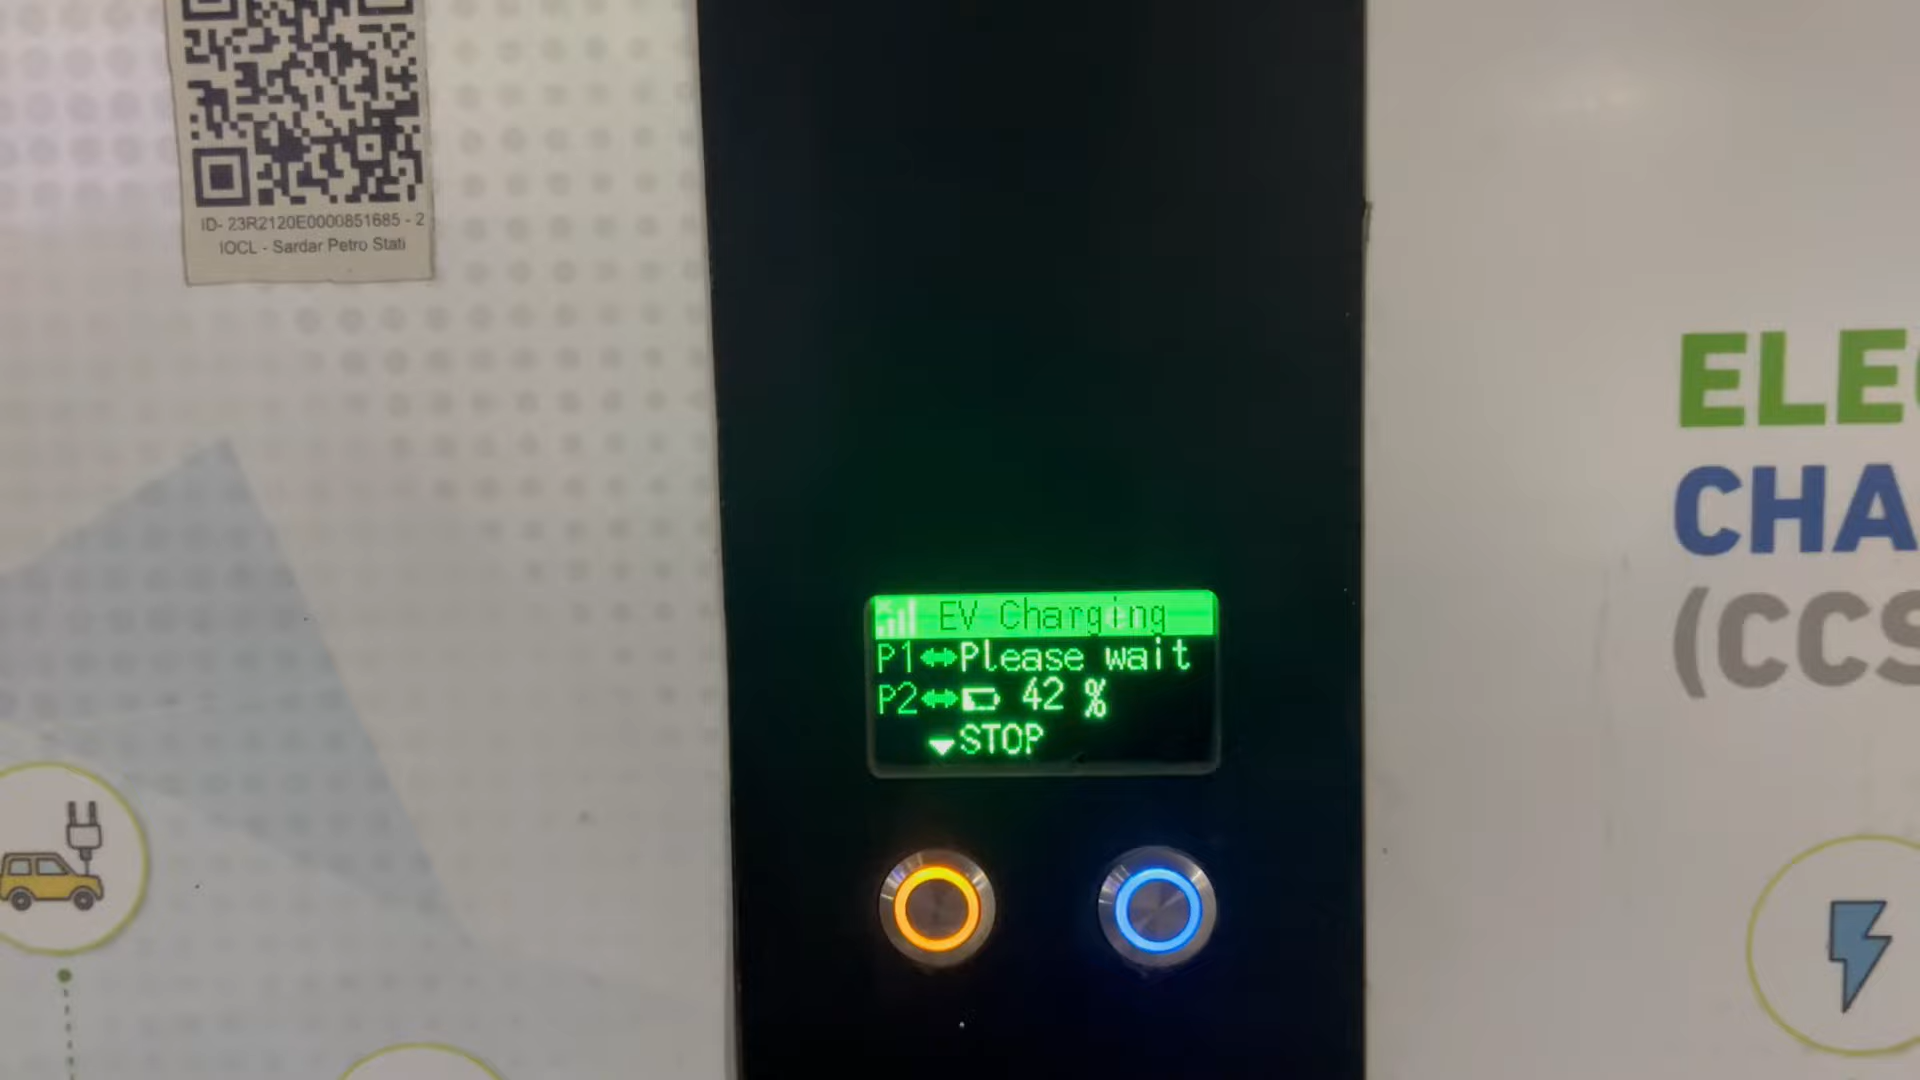 ID- 23R2120E0000851685 - 2
IOCL - Sardar Petro Stati
EV Charging
P1 Please wait
P2 42 %
STOP
ELE
CHA
(CCS